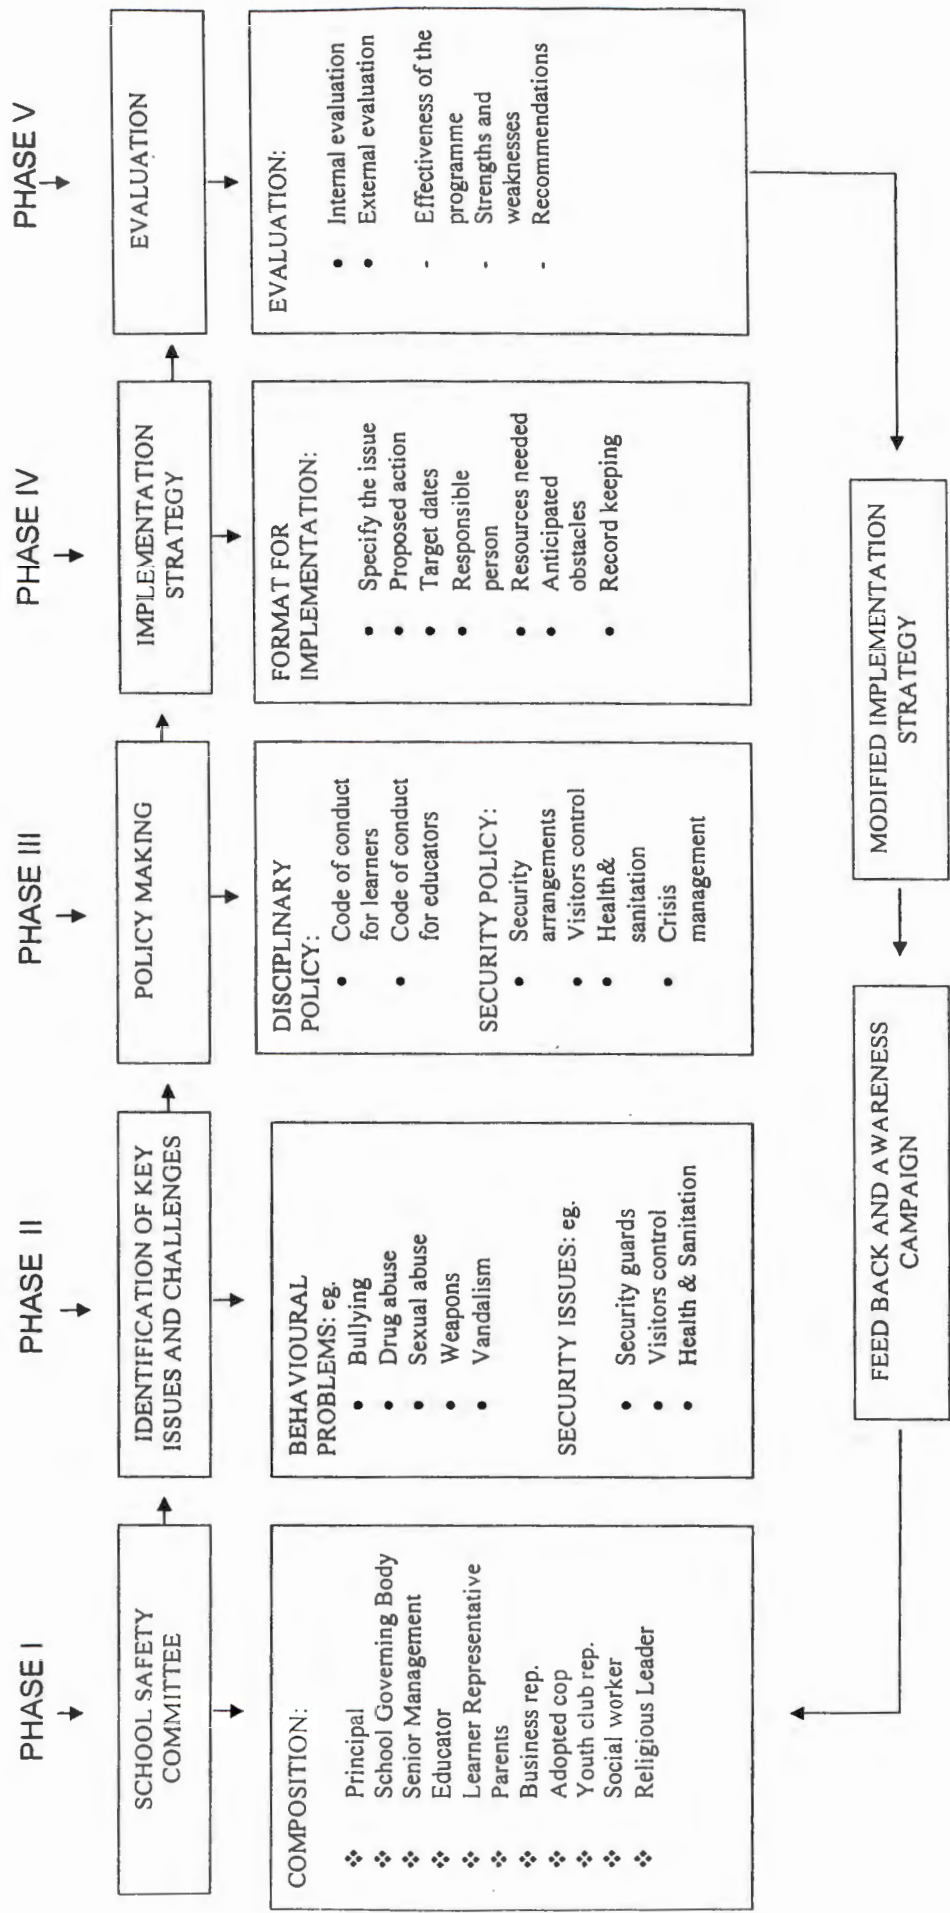 PHASE I
SCHOOL SAFETY
COMMITTEE
COMPOSITION:
❖ Principal
❖ School Governing Body
❖ Senior Management
❖ Educator
❖ Learner Representative
❖ Parents
❖ Business rep.
❖ Adopted cop
❖ Youth club rep.
❖ Social worker
❖ Religious Leader
PHASE II
IDENTIFICATION OF KEY
ISSUES AND CHALLENGES
BEHAVIOURAL
PROBLEMS: eg.
• Bullying
• Drug abuse
• Sexual abuse
• Weapons
• Vandalism
SECURITY ISSUES: eg.
• Security guards
• Visitors control
• Health & Sanitation
PHASE III
POLICY MAKING
DISCIPLINARY
POLICY:
• Code of conduct
for learners
• Code of conduct
for educators
SECURITY POLICY:
• Security
arrangements
• Visitors control
• Health&
sanitation
• Crisis
management
PHASE IV
IMPLEMENTATION
STRATEGY
FORMAT FOR
IMPLEMENTATION:
• Specify the issue
• Proposed action
• Target dates
• Responsible
person
• Resources needed
• Anticipated
obstacles
• Record keeping
PHASE V
EVALUATION
EVALUATION:
• Internal evaluation
• External evaluation
- Effectiveness of the
programme
- Strengths and
weaknesses
- Recommendations
MODIFIED IMPLEMENTATION
STRATEGY
FEED BACK AND AWARENESS
CAMPAIGN